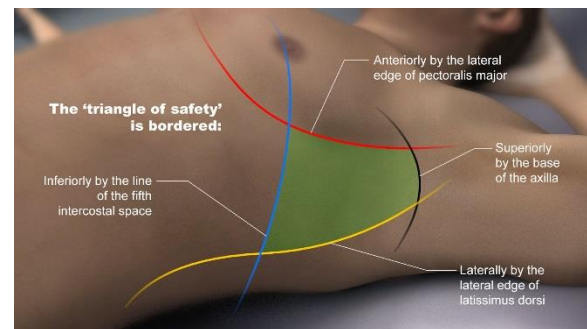 Anteriorly by the lateral
edge of pectoralis major
The ‘triangle of safety’
is bordered:
Superiorly
by the base
of the axilla
Inferiorly by the line
of the fifth
intercostal space
Laterally by the
lateral edge of
latissimus dorsi